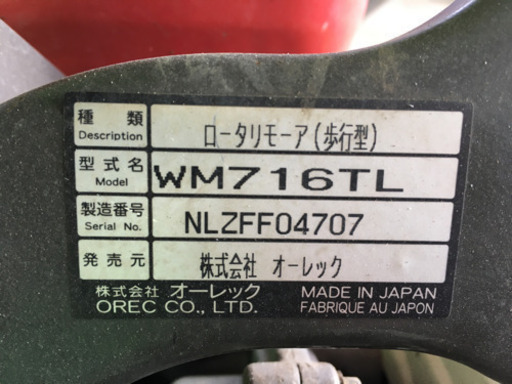 種類 ロータリモーア(歩行型)
Description
型式名 WM716TL
Model
製造番号 NLZFF04707
Serial No.
発売元 株式会社 オーレック
株式会社 オーレック MADE IN JAPAN
OREC CO., LTD. FABRIQUE AU JAPON